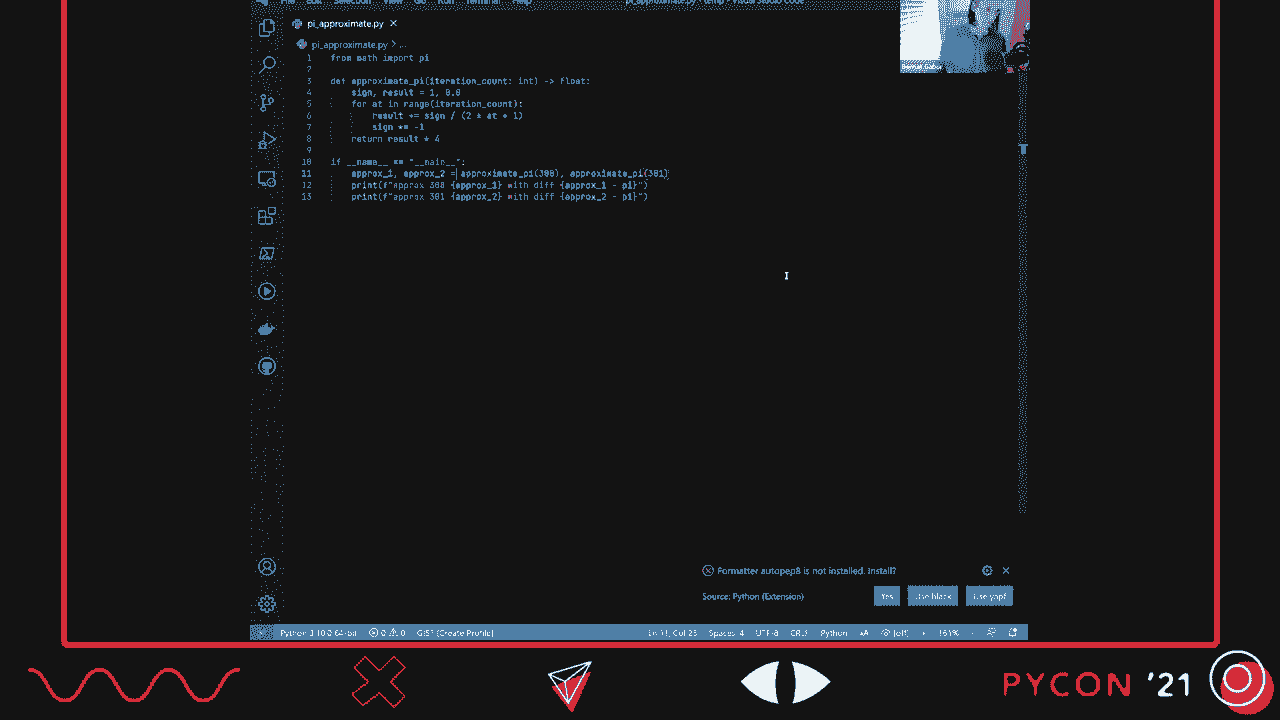 File Edit Selection View Go Run Terminal Help
pi_approximate.py - temp - Visual Studio Code
pi_approximate.py
pi_approximate.py > ...
1 from math import pi
2
3 def approximate_pi(iteration_count: int) -> float:
4 sign, result = 1, 0.0
5 for at in range(iteration_count):
6 result += sign / (2 * at + 1)
7 sign *= -1
8 return result * 4
9
10 if __name__ == "__main__":
11 approx_1, approx_2 = approximate_pi(300), approximate_pi(301)
12 print(f"approx 300 {approx_1} with diff {approx_1 - pi}")
13 print(f"approx 301 {approx_2} with diff {approx_2 - pi}")
Formatter autopep8 is not installed. Install?
Source: Python (Extension)
Yes Use black Use yapf
Python 3.10.2 64-bit 0 0 GIST (Create Profile) Ln 11, Col 25 Spaces: 4 UTF-8 CRLF Python AA [off] 161%
PYCON '21